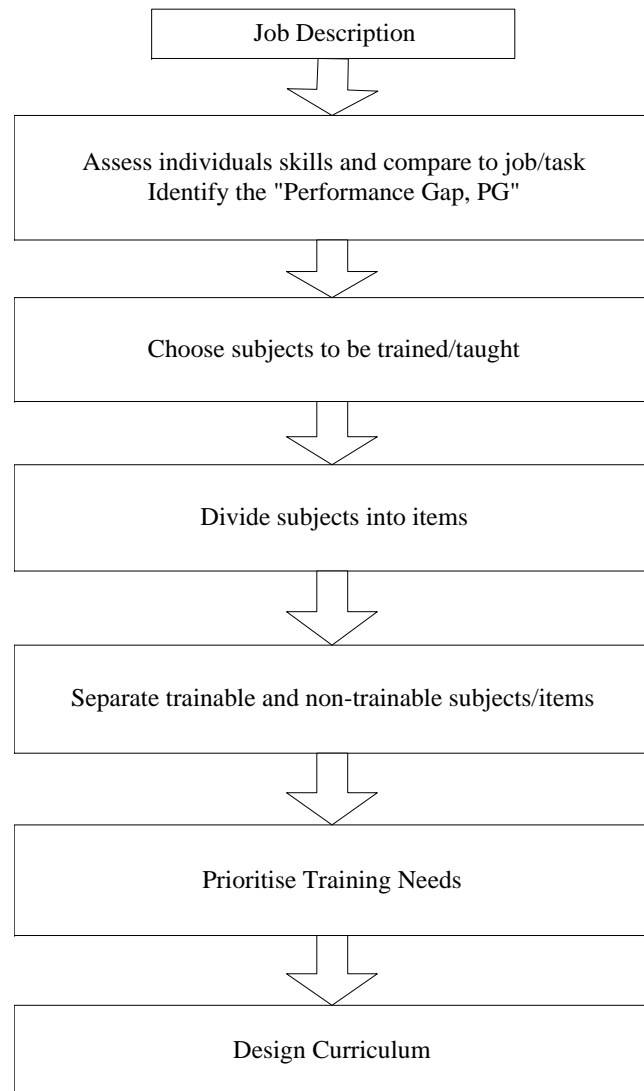 Job Description
Assess individuals skills and compare to job/task
Identify the "Performance Gap, PG"
Choose subjects to be trained/taught
Divide subjects into items
Separate trainable and non-trainable subjects/items
Prioritise Training Needs
Design Curriculum